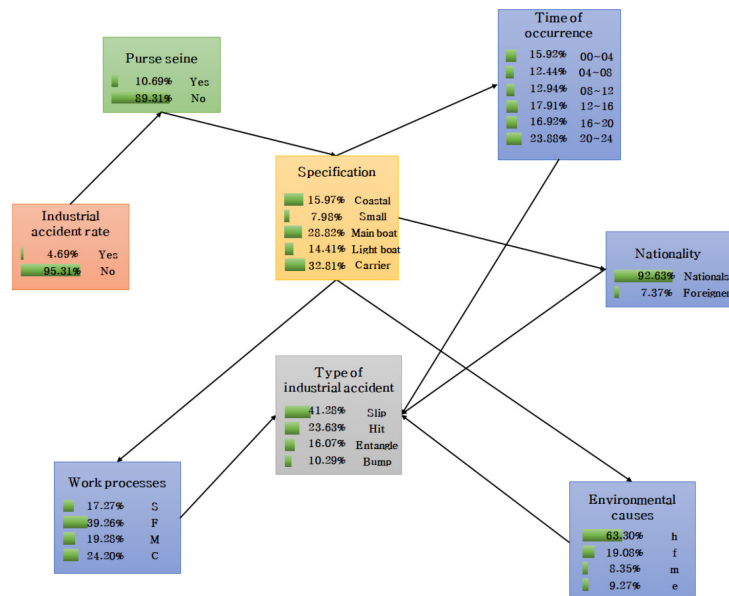 Purse seine
10.69% Yes
89.31% No
Time of
occurrence
15.92% 00~04
12.44% 04~08
12.94% 08~12
17.91% 12~16
16.92% 16~20
23.88% 20~24
Specification
15.97% Coastal
7.98% Small
28.82% Main boat
14.41% Light boat
32.81% Carrier
Industrial
accident rate
4.69% Yes
95.31% No
Nationality
92.63% Nationals
7.37% Foreigner
Type of
industrial accident
41.28% Slip
23.63% Hit
16.07% Entangle
10.29% Bump
Work processes
17.27% S
39.26% F
19.28% M
24.20% C
Environmental
causes
63.30% h
19.08% f
8.35% m
9.27% e